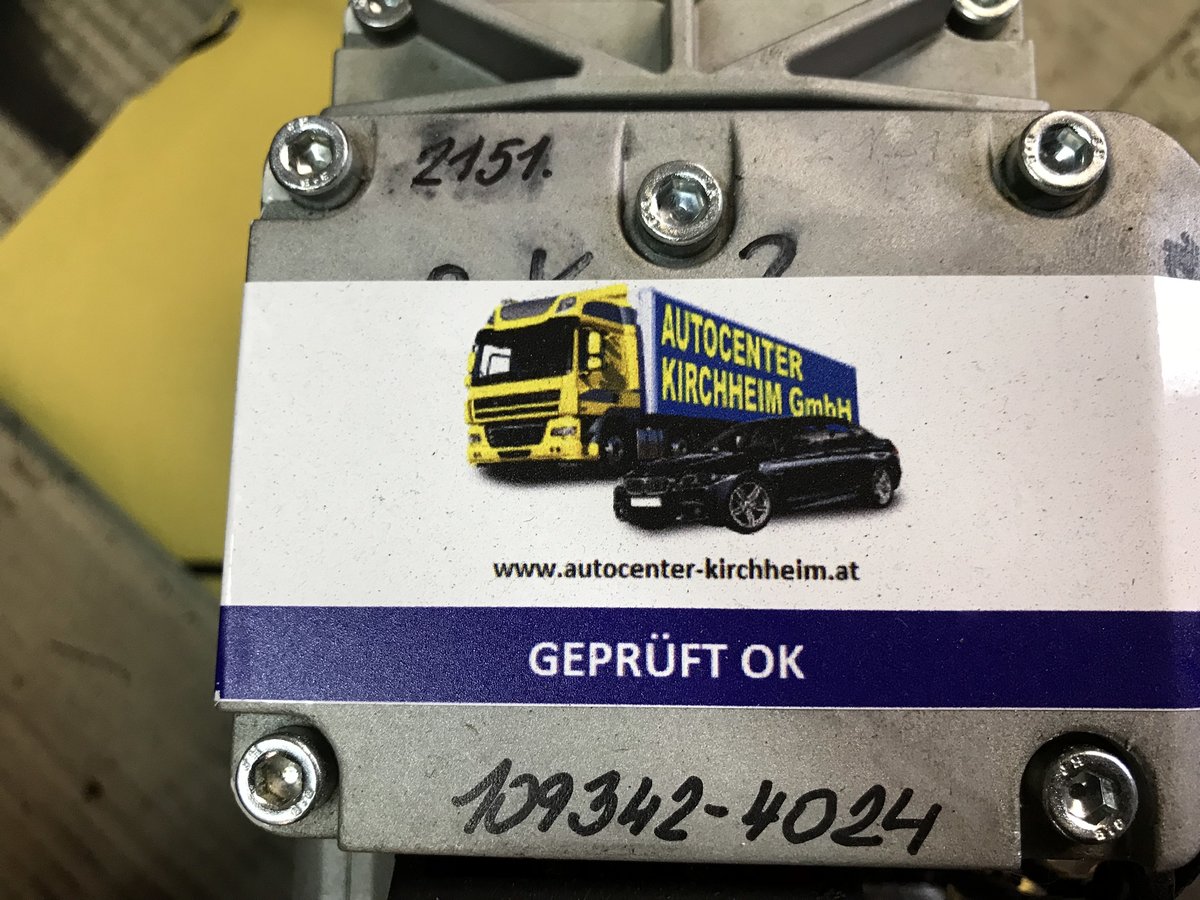 2151.
AUTOCENTER
KIRCHHEIM GmbH
www.autocenter-kirchheim.at
GEPRÜFT OK
109342-4024